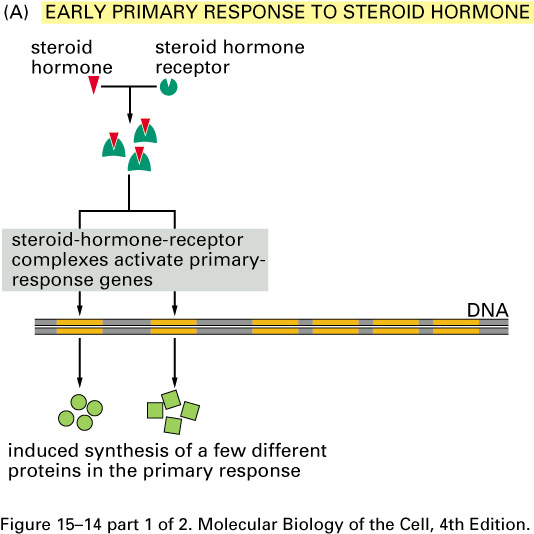 (A) EARLY PRIMARY RESPONSE TO STEROID HORMONE
steroid
hormone
steroid hormone
receptor
steroid-hormone-receptor
complexes activate primary-
response genes
DNA
induced synthesis of a few different
proteins in the primary response
Figure 15–14 part 1 of 2. Molecular Biology of the Cell, 4th Edition.